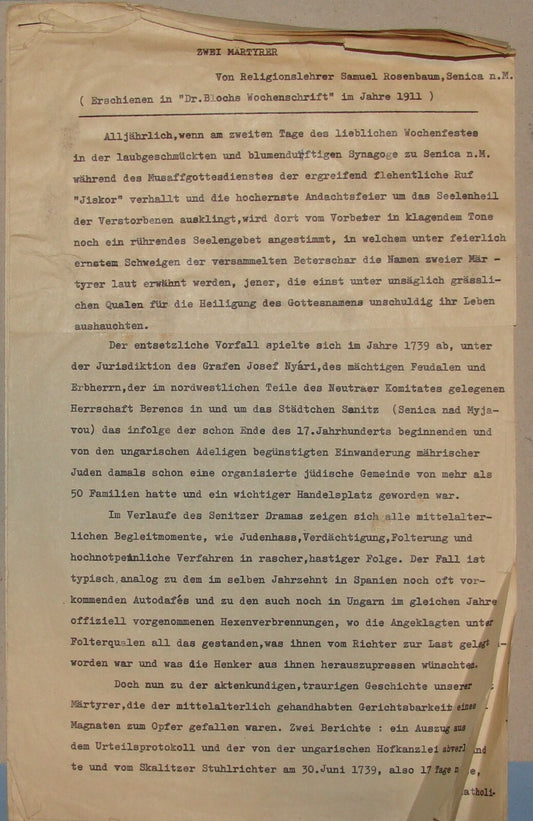 ZWEI MÄRTYRER
Von Religionslehrer Samuel Rosenbaum,Senica n.M.
( Erschienen in "Dr.Blochs Wochenschrift" im Jahre 1911 )
Alljährlich,wenn am zweiten Tage des lieblichen Wochenfestes
in der laubgeschmückten und blumenduftigen Synagoge zu Senica n.M.
während des Musaffgottesdienstes der ergreifend flehentliche Ruf
"Jiskor" verhallt und die hochernste Andachtsfeier um das Seelenheil
der Verstorbenen ausklingt,wird dort vom Vorbeter in klagendem Tone
noch ein rührendes Seelengebet angestimmt, in welchem unter feierlich
ernstem Schweigen der versammelten Beterschar die Namen zweier Mär -
tyrer laut erwähnt werden, jener, die einst unter unsäglich grässli-
chen Qualen für die Heiligung des Gottesnamens unschuldig ihr Leben
aushauchten.
Der entsetzliche Vorfall spielte sich im Jahre 1739 ab, unter
der Jurisdiktion des Grafen Josef Nyári,des mächtigen Feudalen und
Erbherrn,der im nordwestlichen Teile des Neutraer Komitates gelegenen
Herrschaft Berencs in und um das Städtchen Sanitz (Senica nad Myja-
vou) das infolge der schon Ende des 17.Jahrhunderts beginnenden und
von den ungarischen Adeligen begünstigten Einwanderung mährischer
Juden damals schon eine organisierte jüdische Gemeinde von mehr als
50 Familien hatte und ein wichtiger Handelsplatz geworden war.
Im Verlaufe des Senitzer Dramas zeigen sich alle mittelalter-
lichen Begleitmomente, wie Judenhass,Verdächtigung,Folterung und
hochnotpeinliche Verfahren in rascher,hastiger Folge. Der Fall ist
typisch analog zu dem im selben Jahrzehnt in Spanien noch oft vor-
kommenden Autodafés und zu den auch noch in Ungarn im gleichen Jahre
offiziell vorgenommenen Hexenverbrennungen, wo die Angeklagten unter
Folterqualen all das gestanden,was ihnen vom Richter zur Last gelegt
worden war und was die Henker aus ihnen herauszupressen wünschten.
Doch nun zu der aktenkundigen,traurigen Geschichte unserer
Märtyrer,die der mittelalterlich gehandhabten Gerichtsbarkeit eines
Magnaten zum Opfer gefallen waren. Zwei Berichte : ein Auszug aus
dem Urteilsprotokoll und der von der ungarischen Hofkanzlei
te und vom Skalitzer Stuhlrichter am 30.Juni 1739, also 17 Tage